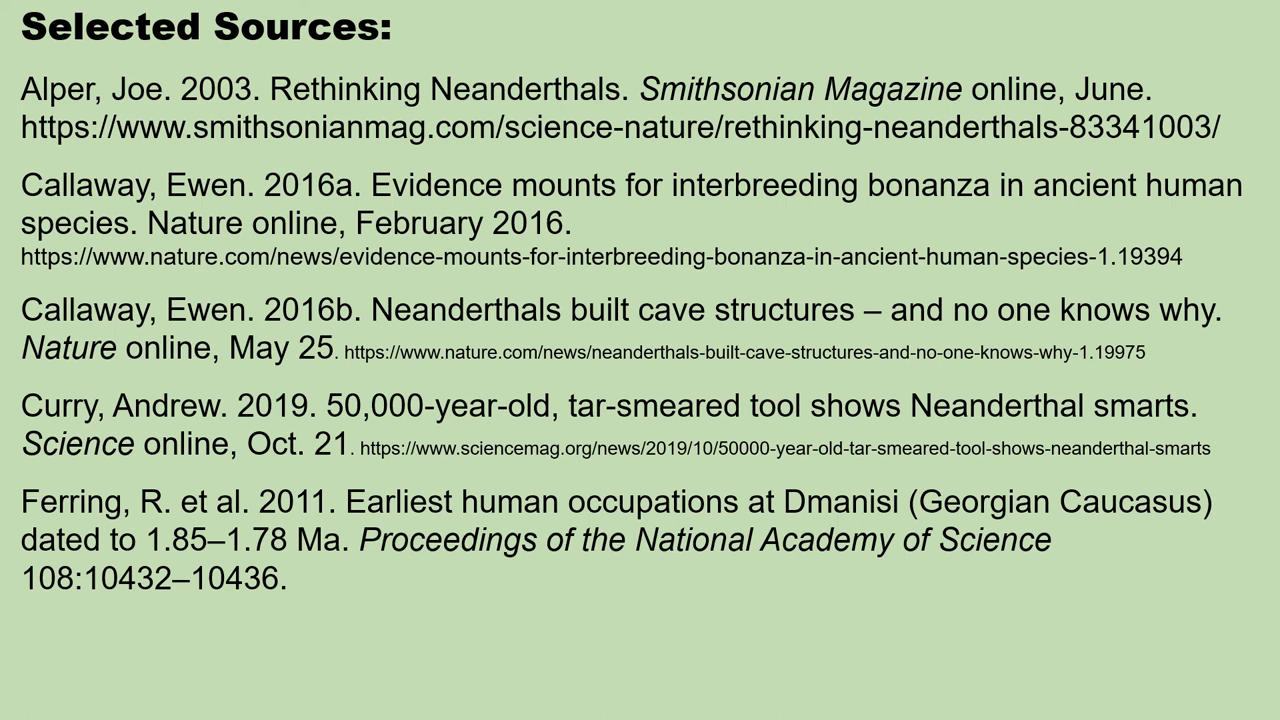 Selected Sources:
Alper, Joe. 2003. Rethinking Neanderthals. Smithsonian Magazine online, June.
https://www.smithsonianmag.com/science-nature/rethinking-neanderthals-83341003/
Callaway, Ewen. 2016a. Evidence mounts for interbreeding bonanza in ancient human
species. Nature online, February 2016.
https://www.nature.com/news/evidence-mounts-for-interbreeding-bonanza-in-ancient-human-species-1.19394
Callaway, Ewen. 2016b. Neanderthals built cave structures – and no one knows why.
Nature online, May 25. https://www.nature.com/news/neanderthals-built-cave-structures-and-no-one-knows-why-1.19975
Curry, Andrew. 2019. 50,000-year-old, tar-smeared tool shows Neanderthal smarts.
Science online, Oct. 21. https://www.sciencemag.org/news/2019/10/50000-year-old-tar-smeared-tool-shows-neanderthal-smarts
Ferring, R. et al. 2011. Earliest human occupations at Dmanisi (Georgian Caucasus)
dated to 1.85–1.78 Ma. Proceedings of the National Academy of Science
108:10432–10436.